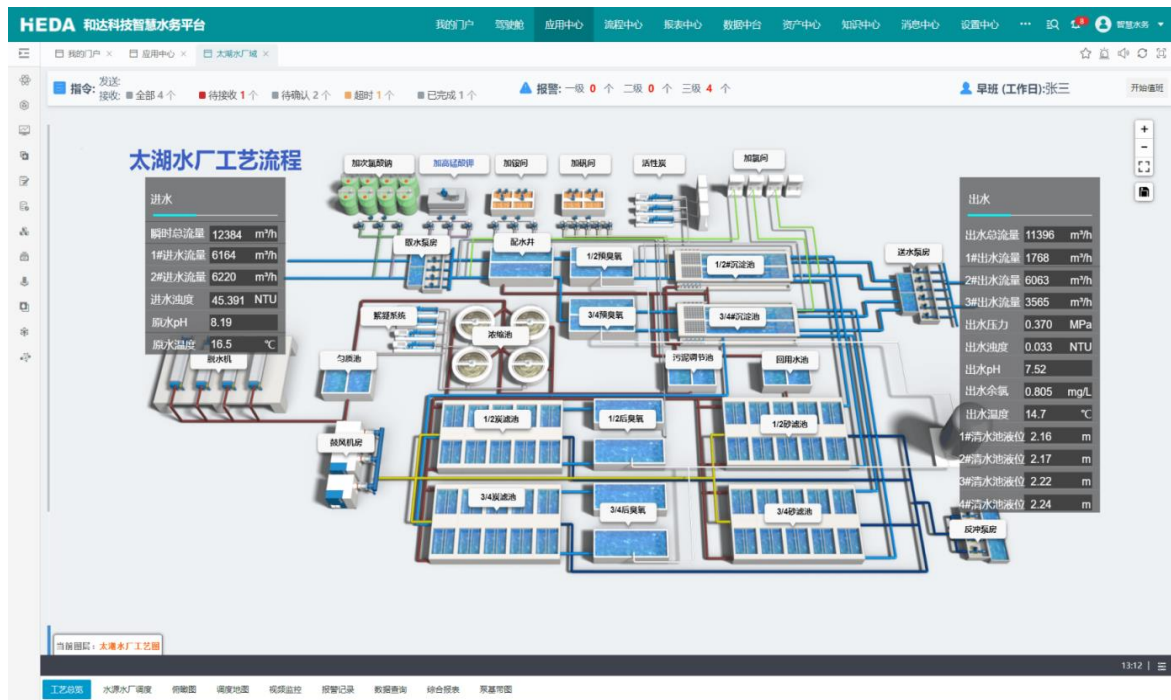 HEDA 和达科技智慧水务平台
我的门户 驾驶舱 应用中心 流程中心 报表中心 数据中台 资产中心 知识中心 消息中心 设置中心 ··· 8 智慧水务
我的门户 × 应用中心 × 太湖水厂域 ×
指令: 发送:
接收: 全部 4 个 待接收 1 个 待确认 2 个 超时 1 个 已完成 1 个
报警: 一级 0 个 二级 0 个 三级 4 个
早班 (工作日):张三
开始值班
太湖水厂工艺流程
进水
瞬时总流量 12384 m³/h
1#进水流量 6164 m³/h
2#进水流量 6220 m³/h
进水浊度 45.391 NTU
原水pH 8.19
原水温度 16.5 ℃
加次氯酸钠
加高锰酸钾
加铵间
加矾间
活性炭
加氯间
取水泵房
配水井
1/2预臭氧
1/2#沉淀池
送水泵房
3/4预臭氧
3/4#沉淀池
浓缩池
脱水机
匀质池
污泥调节池
回用水池
1/2炭滤池
1/2后臭氧
1/2砂滤池
鼓风机房
3/4炭滤池
3/4后臭氧
3/4砂滤池
反冲泵房
出水
出水总流量 11396 m³/h
1#出水流量 1768 m³/h
2#出水流量 6063 m³/h
3#出水流量 3565 m³/h
出水压力 0.370 MPa
出水浊度 0.033 NTU
出水pH 7.52
出水余氯 0.805 mg/L
出水温度 14.7 ℃
1#清水池液位 2.16 m
2#清水池液位 2.17 m
3#清水池液位 2.22 m
4#清水池液位 2.24 m
当前图层: 太湖水厂工艺图
13:12
工艺总览 水源水厂调度 俯瞰图 调度地图 视频监控 报警记录 数据查询 综合报表 泵基带图